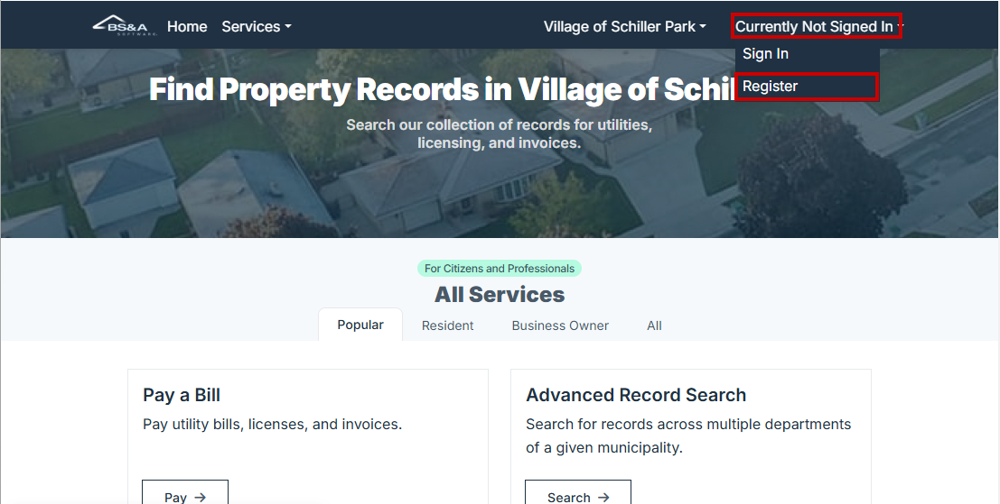 BS&A SOFTWARE Home Services Village of Schiller Park Currently Not Signed In
Sign In
Register
Find Property Records in Village of Schil
Search our collection of records for utilities,
licensing, and invoices.
For Citizens and Professionals
All Services
Popular Resident Business Owner All
Pay a Bill
Pay utility bills, licenses, and invoices.
Pay →
Advanced Record Search
Search for records across multiple departments
of a given municipality.
Search →